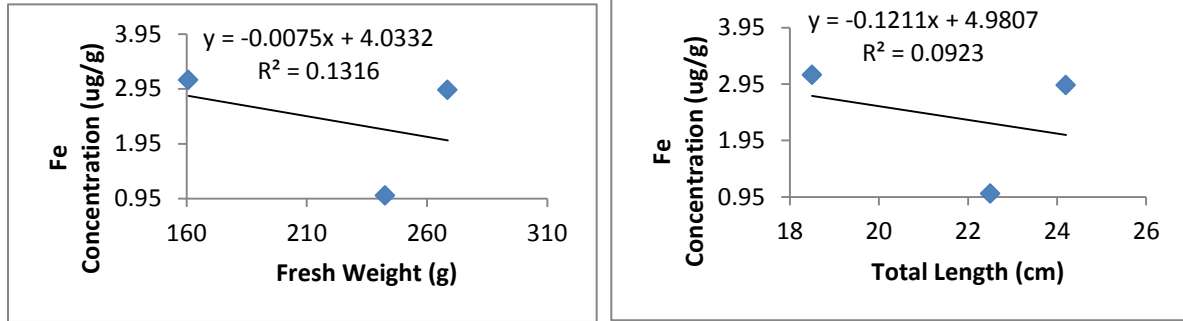 y = -0.0075x + 4.0332
R² = 0.1316
3.95
2.95
1.95
0.95
160
210
260
310
Fe
Concentration (ug/g)
Fresh Weight (g)
y = -0.1211x + 4.9807
R² = 0.0923
3.95
2.95
1.95
0.95
18
20
22
24
26
Fe
Concentration (ug/g)
Total Length (cm)